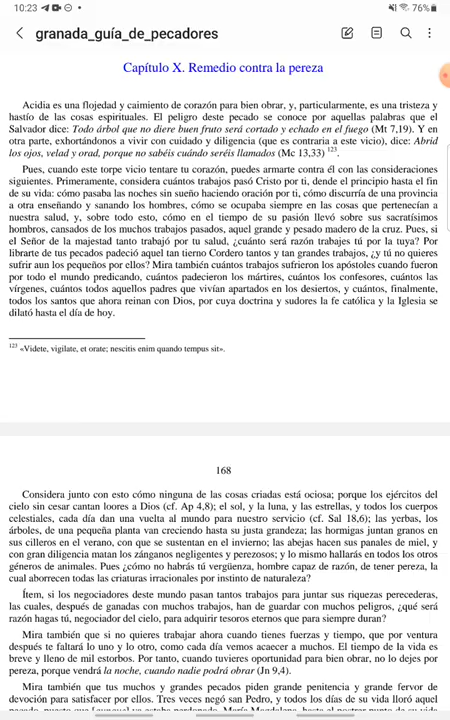 10:23
76%
granada_guía_de_pecadores
Capítulo X. Remedio contra la pereza
Acidia es una flojedad y caimiento de corazón para bien obrar, y, particularmente, es una tristeza y
hastío de las cosas espirituales. El peligro deste pecado se conoce por aquellas palabras que el
Salvador dice: Todo árbol que no diere buen fruto será cortado y echado en el fuego (Mt 7,19). Y en
otra parte, exhortándonos a vivir con cuidado y diligencia (que es contraria a este vicio), dice: Abrid
los ojos, velad y orad, porque no sabéis cuándo seréis llamados (Mc 13,33) 123.
Pues, cuando este torpe vicio tentare tu corazón, puedes armarte contra él con las consideraciones
siguientes. Primeramente, considera cuántos trabajos pasó Cristo por ti, dende el principio hasta el fin
de su vida: cómo pasaba las noches sin sueño haciendo oración por ti, cómo discurría de una provincia
a otra enseñando y sanando los hombres, cómo se ocupaba siempre en las cosas que pertenecían a
nuestra salud, y, sobre todo esto, cómo en el tiempo de su pasión llevó sobre sus sacratísimos
hombros, cansados de los muchos trabajos pasados, aquel grande y pesado madero de la cruz. Pues, si
el Señor de la majestad tanto trabajó por tu salud, ¿cuánto será razón trabajes tú por la tuya? Por
librarte de tus pecados padeció aquel tan tierno Cordero tantos y tan grandes trabajos, ¿y tú no quieres
sufrir aun los pequeños por ellos? Mira también cuántos trabajos sufrieron los apóstoles cuando fueron
por todo el mundo predicando, cuántos padecieron los mártires, cuántos los confesores, cuántos las
vírgenes, cuántos todos aquellos padres que vivían apartados en los desiertos, y cuántos, finalmente,
todos los santos que ahora reinan con Dios, por cuya doctrina y sudores la fe católica y la Iglesia se
dilató hasta el día de hoy.
123 «Videte, vigilate, et orate; nescitis enim quando tempus sit».
168
Considera junto con esto cómo ninguna de las cosas criadas está ociosa; porque los ejércitos del
cielo sin cesar cantan loores a Dios (cf. Ap 4,8); el sol, y la luna, y las estrellas, y todos los cuerpos
celestiales, cada día dan una vuelta al mundo para nuestro servicio (cf. Sal 18,6); las yerbas, los
árboles, de una pequeña planta van creciendo hasta su justa grandeza; las hormigas juntan granos en
sus cilleros en el verano, con que se sustentan en el invierno; las abejas hacen sus panales de miel, y
con gran diligencia matan los zánganos negligentes y perezosos; y lo mismo hallarás en todos los otros
géneros de animales. Pues ¿cómo no habrás tú vergüenza, hombre capaz de razón, de tener pereza, la
cual aborrecen todas las criaturas irracionales por instinto de naturaleza?
Ítem, si los negociadores deste mundo pasan tantos trabajos para juntar sus riquezas perecederas,
las cuales, después de ganadas con muchos trabajos, han de guardar con muchos peligros, ¿qué será
razón hagas tú, negociador del cielo, para adquirir tesoros eternos que para siempre duran?
Mira también que si no quieres trabajar ahora cuando tienes fuerzas y tiempo, que por ventura
después te faltará lo uno y lo otro, como cada día vemos acaecer a muchos. El tiempo de la vida es
breve y lleno de mil estorbos. Por tanto, cuando tuvieres oportunidad para bien obrar, no lo dejes por
pereza, porque vendrá la noche, cuando nadie podrá obrar (Jn 9,4).
Mira también que tus muchos y grandes pecados piden grande penitencia y grande fervor de
devoción para satisfacer por ellos. Tres veces negó san Pedro, y todos los días de su vida lloró aquel